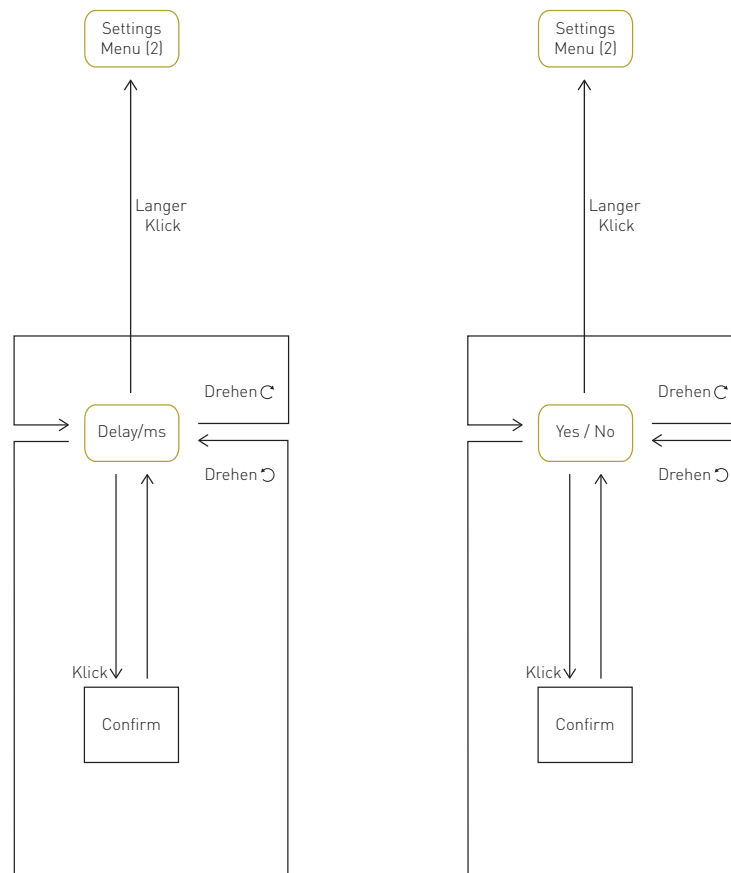 Settings
Menu (2)
Langer
Klick
Drehen
Delay/ms
Drehen
Klick
Confirm
Settings
Menu (2)
Langer
Klick
Drehen
Yes / No
Drehen
Klick
Confirm